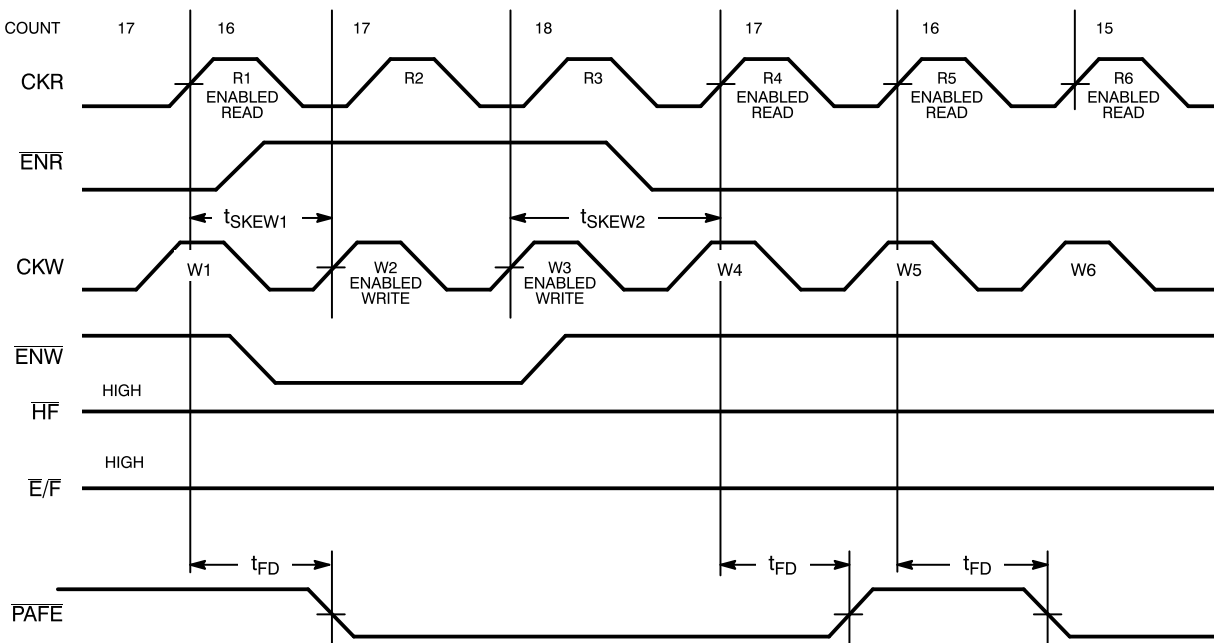 COUNT 17 16 17 18 17 16 15
CKR R1 R2 R3 R4 R5 R6
ENABLED ENABLED ENABLED ENABLED
READ READ READ READ
ENR
tSKEW1 tSKEW2
CKW W1 W2 W3 W4 W5 W6
ENABLED ENABLED
WRITE WRITE
ENW
HIGH
HF
HIGH
E/F
tFD tFD tFD
PAFE